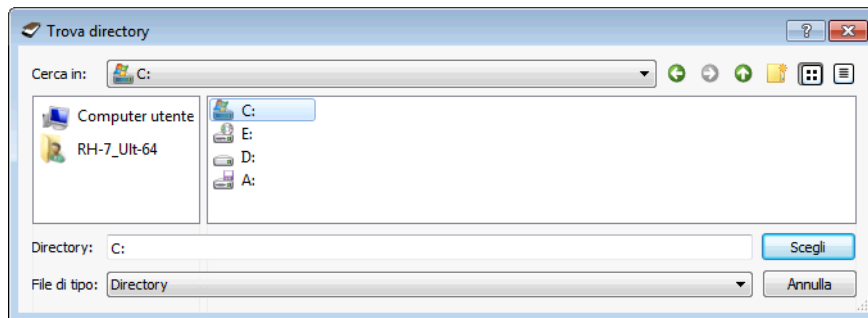 Trova directory
Cerca in: C:
Computer utente
RH-7_Ult-64
C:
E:
D:
A:
Directory: C: Scegli
File di tipo: Directory Annulla